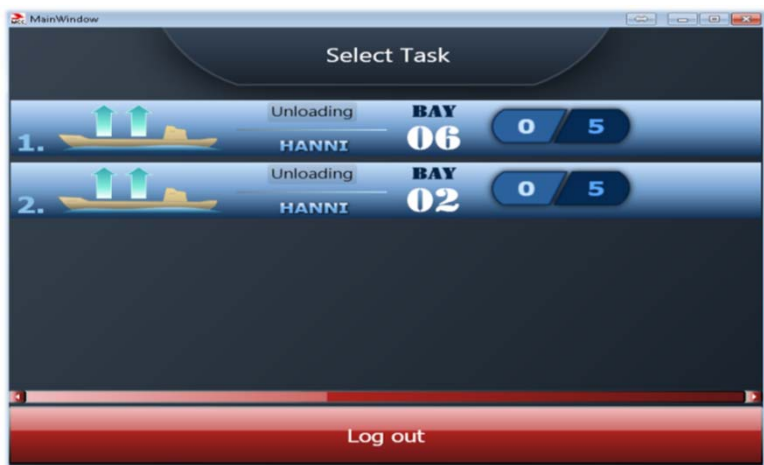 MainWindow
Select Task
1.
Unloading
HANNI
BAY
06
0 / 5
2.
Unloading
HANNI
BAY
02
0 / 5
Log out